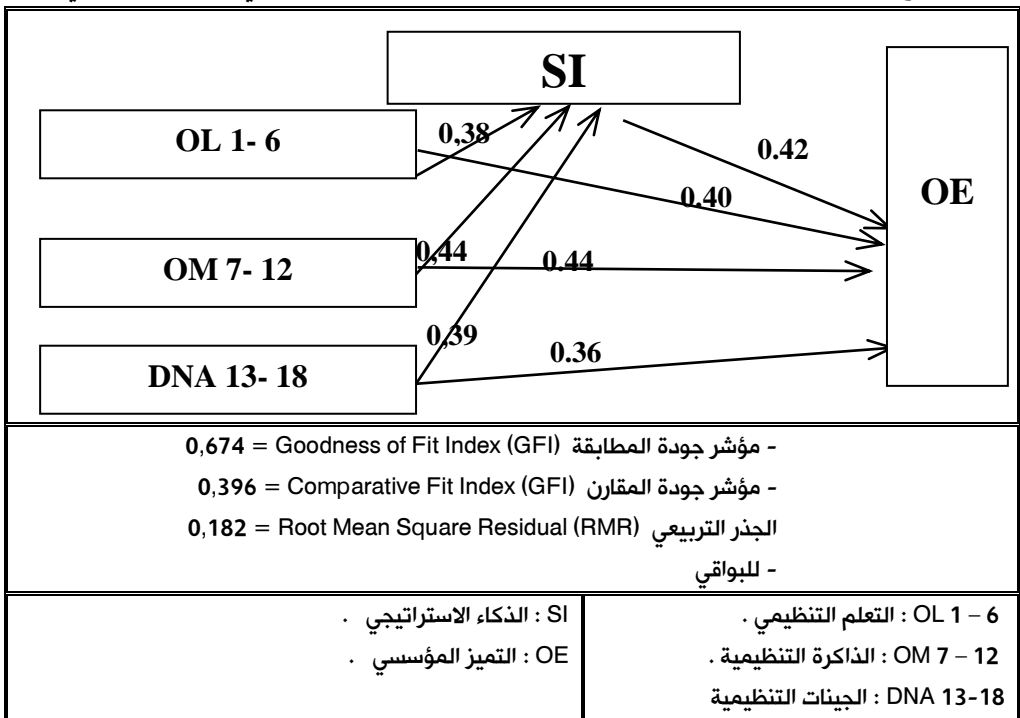 SI
OL 1- 6
0,38
0.42
OE
0.40
OM 7- 12
0,44
0.44
0,39
0.36
DNA 13- 18
- مؤشر جودة المطابقة Goodness of Fit Index (GFI) = 0,674
- مؤشر جودة المقارن Comparative Fit Index (GFI) = 0,396
الجذر التربيعي Root Mean Square Residual (RMR) = 0,182
- للبواقي
OL 1 – 6 : التعلم التنظيمي .
OM 7 – 12 : الذاكرة التنظيمية .
DNA 13-18 : الجينات التنظيمية
SI : الذكاء الاستراتيجي .
OE : التميز المؤسسي .